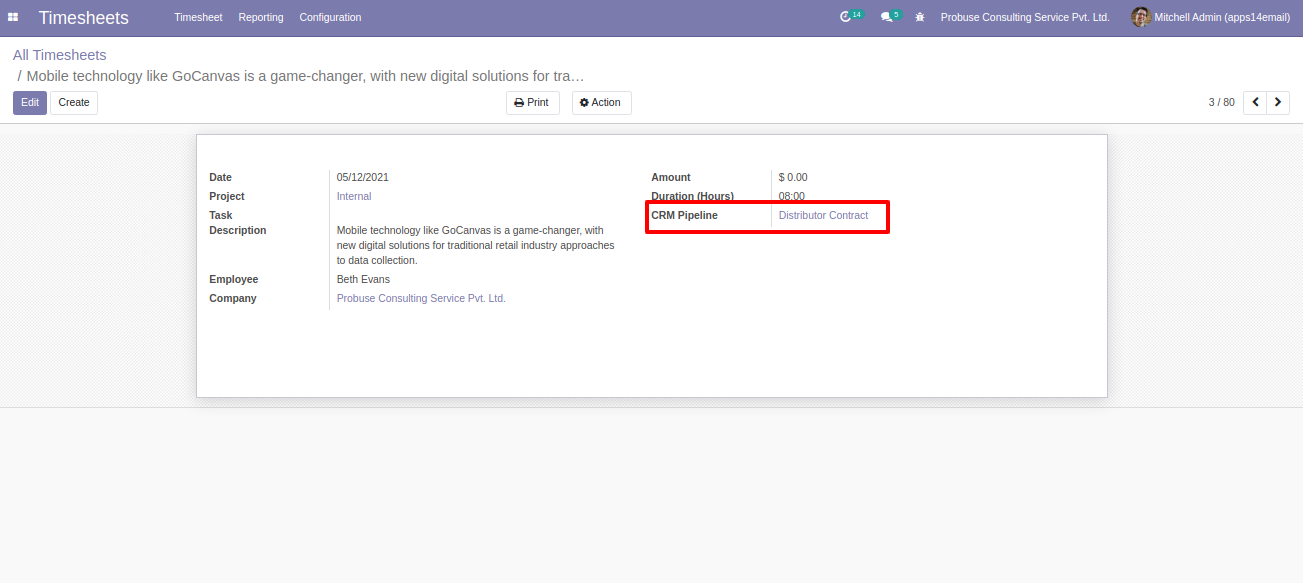 Timesheets Timesheet Reporting Configuration 14 5 Probuse Consulting Service Pvt. Ltd. Mitchell Admin (apps14email)
All Timesheets
/ Mobile technology like GoCanvas is a game-changer, with new digital solutions for tra…
Edit Create Print Action 3 / 80
Date 05/12/2021
Project Internal
Task
Description Mobile technology like GoCanvas is a game-changer, with
new digital solutions for traditional retail industry approaches
to data collection.
Employee Beth Evans
Company Probuse Consulting Service Pvt. Ltd.
Amount $ 0.00
Duration (Hours) 08:00
CRM Pipeline Distributor Contract